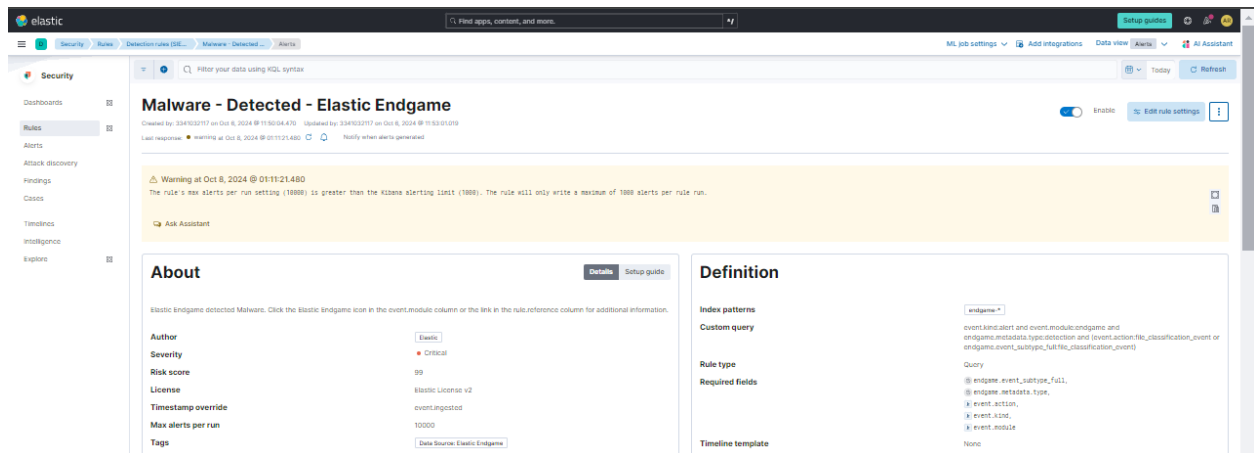 elastic
Find apps, content, and more.
Setup guides
Security
Rules
Detection rules (SIE...
Malware - Detected ...
Alerts
ML job settings
Add integrations
Data view
Alerts
AI Assistant
Security
Filter your data using KQL syntax
Today
Refresh
Dashboards
Rules
Alerts
Attack discovery
Findings
Cases
Timelines
Intelligence
Explore
Malware - Detected - Elastic Endgame
Created by: 3341032117 on Oct 8, 2024 @ 11:50:04.470 Updated by: 3341032117 on Oct 8, 2024 @ 11:53:01.019
Last response: warning at Oct 8, 2024 @ 01:11:21.480 Notify when alerts generated
Enable
Edit rule settings
Warning at Oct 8, 2024 @ 01:11:21.480
The rule's max alerts per run setting (10000) is greater than the Kibana alerting limit (1000). The rule will only write a maximum of 1000 alerts per rule run.
Ask Assistant
About
Details
Setup guide
Elastic Endgame detected Malware. Click the Elastic Endgame icon in the event.module column or the link in the rule.reference column for additional information.
Author
Elastic
Severity
Critical
Risk score
99
License
Elastic License v2
Timestamp override
event.ingested
Max alerts per run
10000
Tags
Data Source: Elastic Endgame
Definition
Index patterns
endgame-*
Custom query
event.kind:alert and event.module:endgame and
endgame.metadata.type:detection and (event.action:file_classification_event or
endgame.event_subtype_full:file_classification_event)
Rule type
Query
Required fields
endgame.event_subtype_full,
endgame.metadata.type,
event.action,
event.kind,
event.module
Timeline template
None